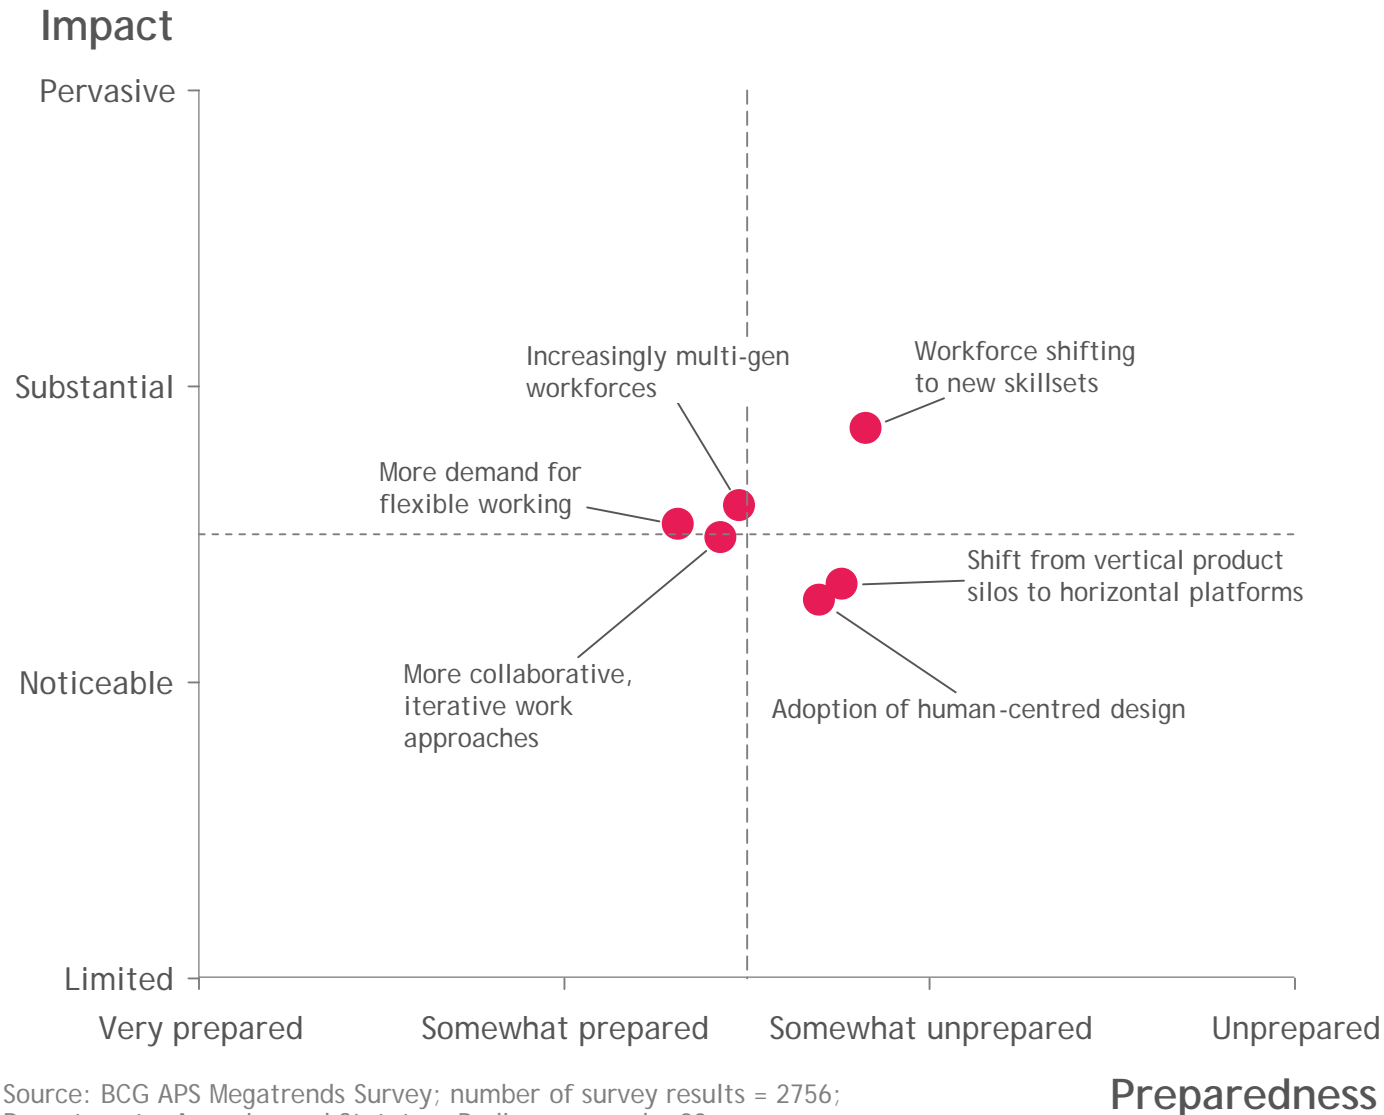 Impact
Pervasive
Substantial
Noticeable
Limited
Increasingly multi-gen
workforces
Workforce shifting
to new skillsets
More demand for
flexible working
Shift from vertical product
silos to horizontal platforms
More collaborative,
iterative work
approaches
Adoption of human-centred design
Very prepared
Somewhat prepared
Somewhat unprepared
Unprepared
Preparedness
Source: BCG APS Megatrends Survey; number of survey results = 2756;